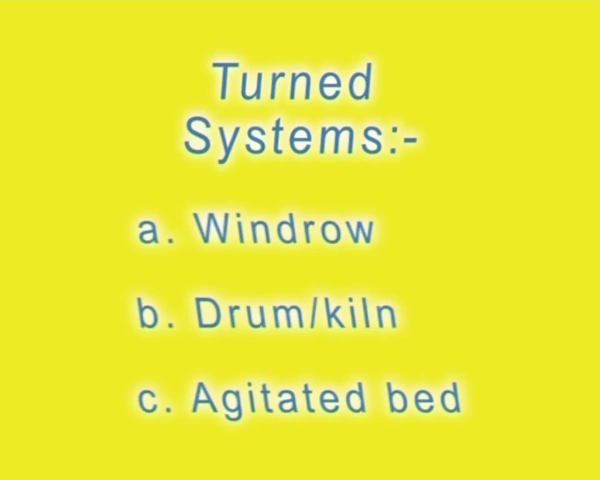 Turned
Systems:-
a. Windrow
b. Drum/kiln
c. Agitated bed